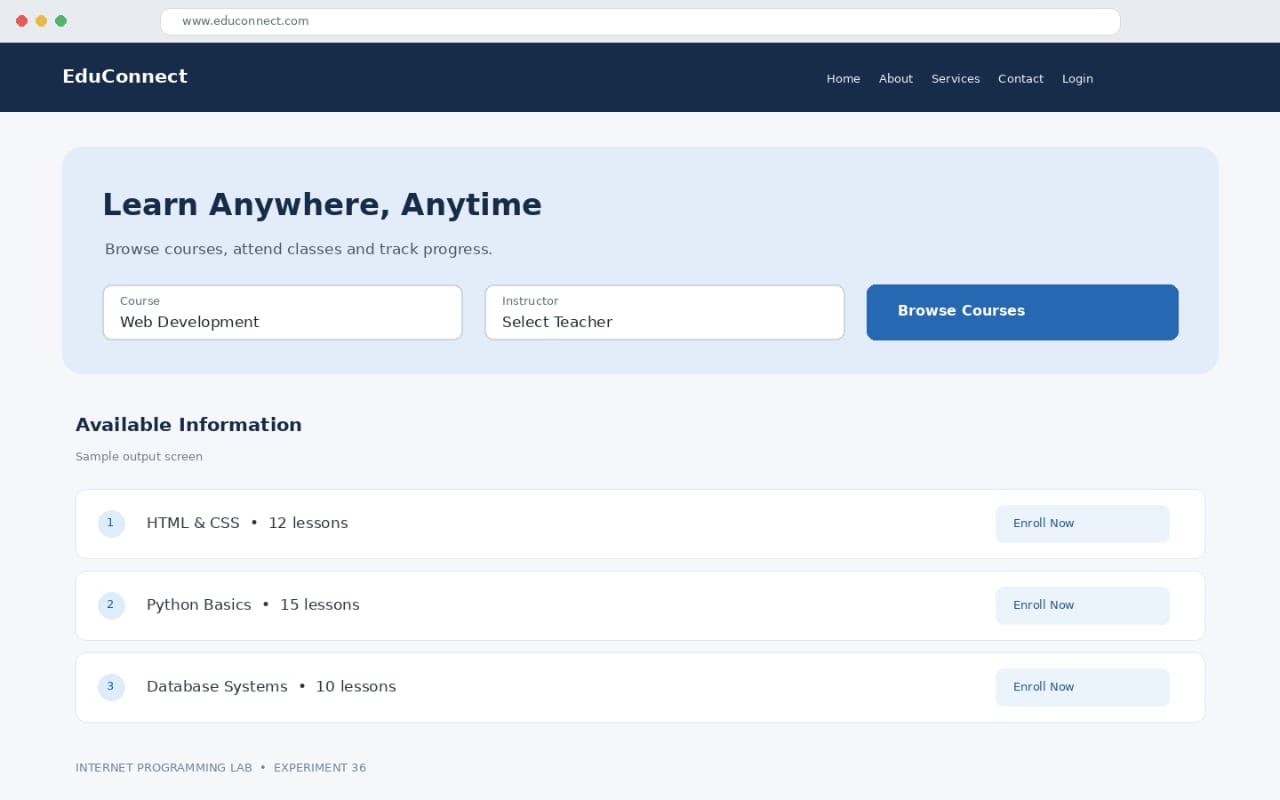 www.educonnect.com
EduConnect
Home About Services Contact Login
Learn Anywhere, Anytime
Browse courses, attend classes and track progress.
Course
Web Development
Instructor
Select Teacher
Browse Courses
Available Information
Sample output screen
1 HTML & CSS • 12 lessons Enroll Now
2 Python Basics • 15 lessons Enroll Now
3 Database Systems • 10 lessons Enroll Now
INTERNET PROGRAMMING LAB • EXPERIMENT 36